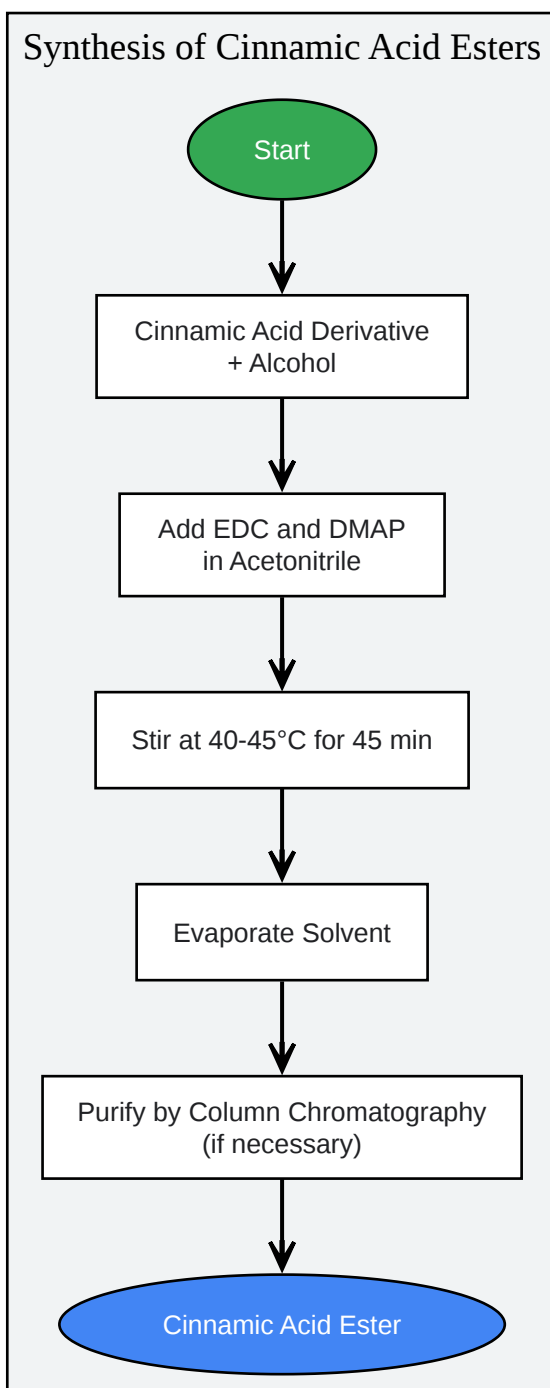 Synthesis of Cinnamic Acid Esters
Start
Cinnamic Acid Derivative
+ Alcohol
Add EDC and DMAP
in Acetonitrile
Stir at 40-45°C for 45 min
Evaporate Solvent
Purify by Column Chromatography
(if necessary)
Cinnamic Acid Ester